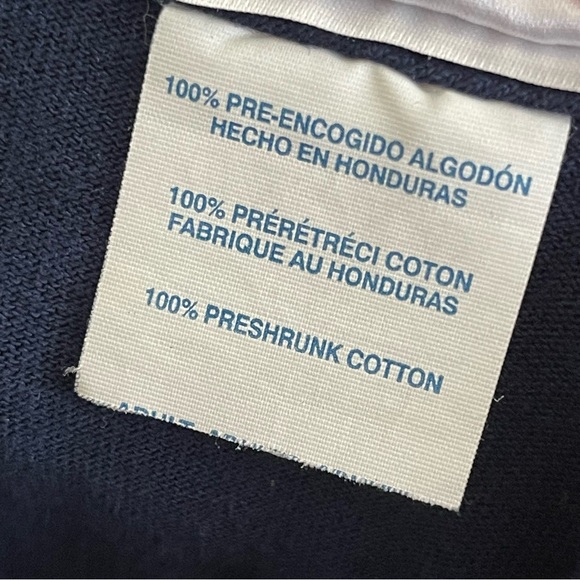 100% PRE-ENCOGIDO ALGODÓN
HECHO EN HONDURAS
100% PRÉRÉTRÉCI COTON
FABRIQUE AU HONDURAS
100% PRESHRUNK COTTON